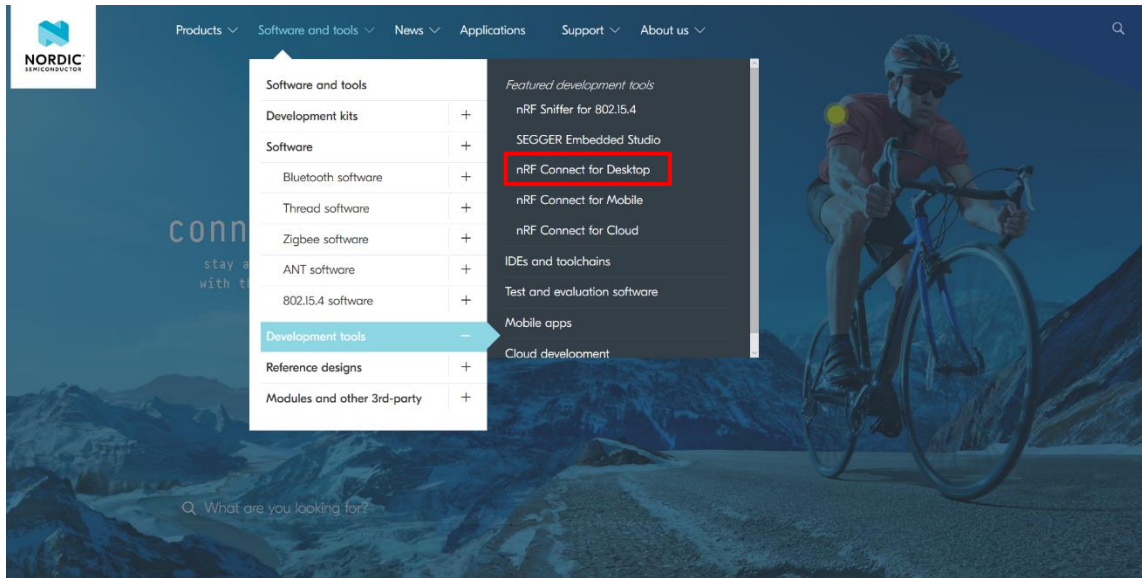 Products Software and tools News Applications Support About us
NORDIC
SEMICONDUCTOR
Software and tools
Development kits
Software
Bluetooth software
Thread software
Zigbee software
ANT software
802.15.4 software
Development tools
Reference designs
Modules and other 3rd-party
Featured development tools
nRF Sniffer for 802.15.4
SEGGER Embedded Studio
nRF Connect for Desktop
nRF Connect for Mobile
nRF Connect for Cloud
IDEs and toolchains
Test and evaluation software
Mobile apps
Cloud development
conn
stay a
with t
What are you looking for?